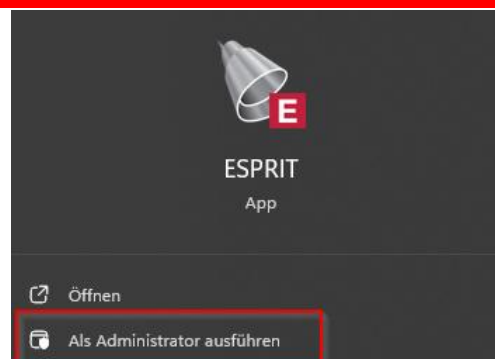 E
ESPRIT
App
Öffnen
Als Administrator ausführen